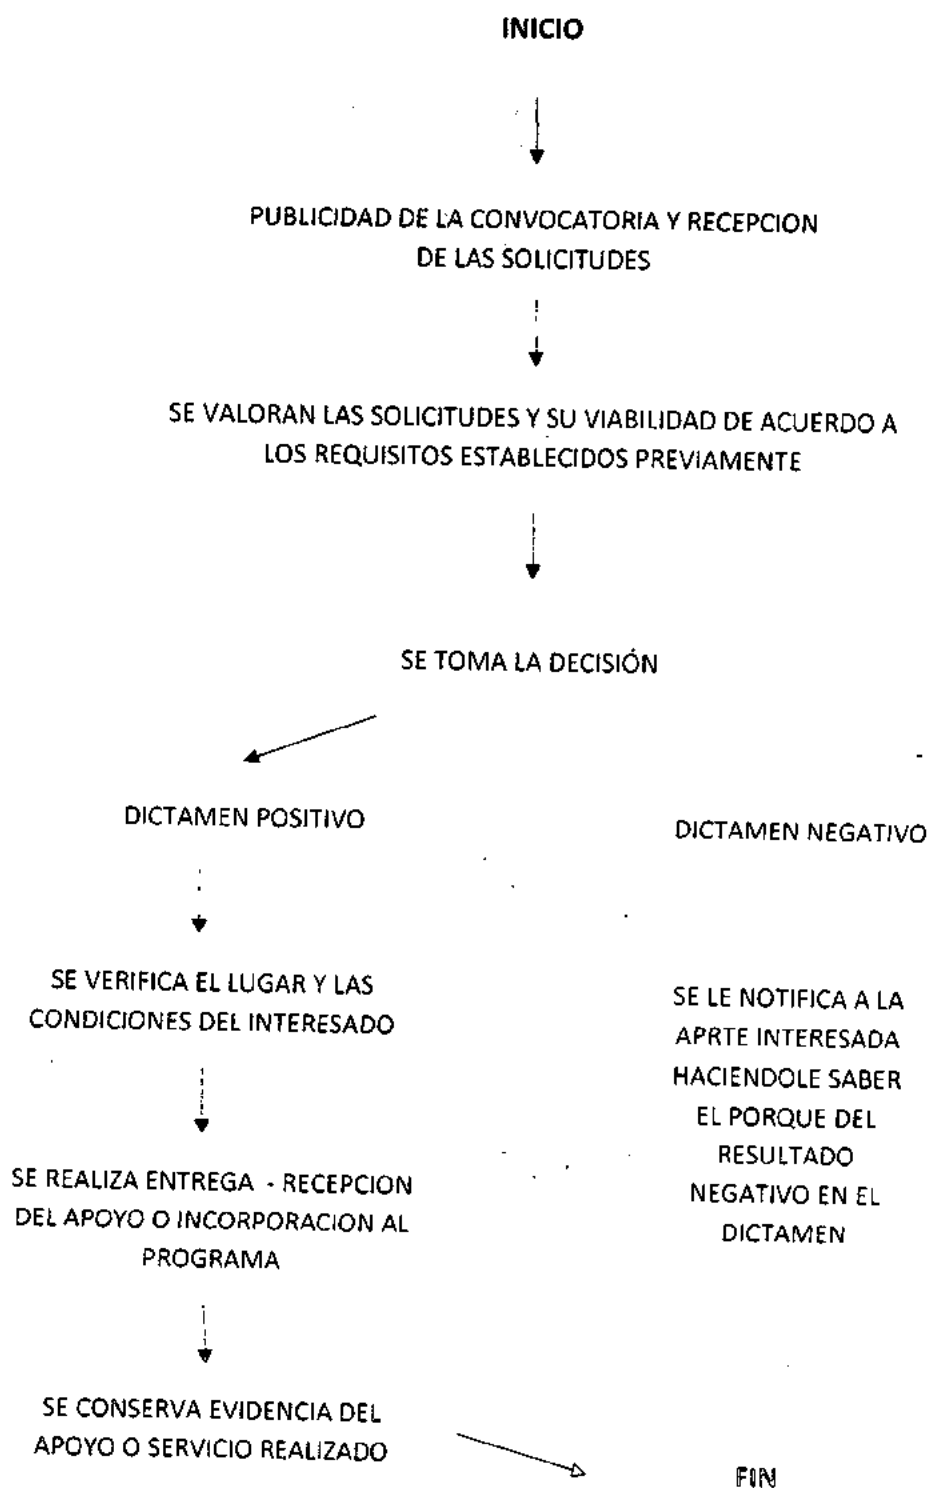 INICIO
PUBLICIDAD DE LA CONVOCATORIA Y RECEPCION
DE LAS SOLICITUDES
SE VALORAN LAS SOLICITUDES Y SU VIABILIDAD DE ACUERDO A
LOS REQUISITOS ESTABLECIDOS PREVIAMENTE
SE TOMA LA DECISIÓN
DICTAMEN POSITIVO
SE VERIFICA EL LUGAR Y LAS
CONDICIONES DEL INTERESADO
SE REALIZA ENTREGA - RECEPCION
DEL APOYO O INCORPORACION AL
PROGRAMA
SE CONSERVA EVIDENCIA DEL
APOYO O SERVICIO REALIZADO
DICTAMEN NEGATIVO
SE LE NOTIFICA A LA
APRTE INTERESADA
HACIENDOLE SABER
EL PORQUE DEL
RESULTADO
NEGATIVO EN EL
DICTAMEN
FIN